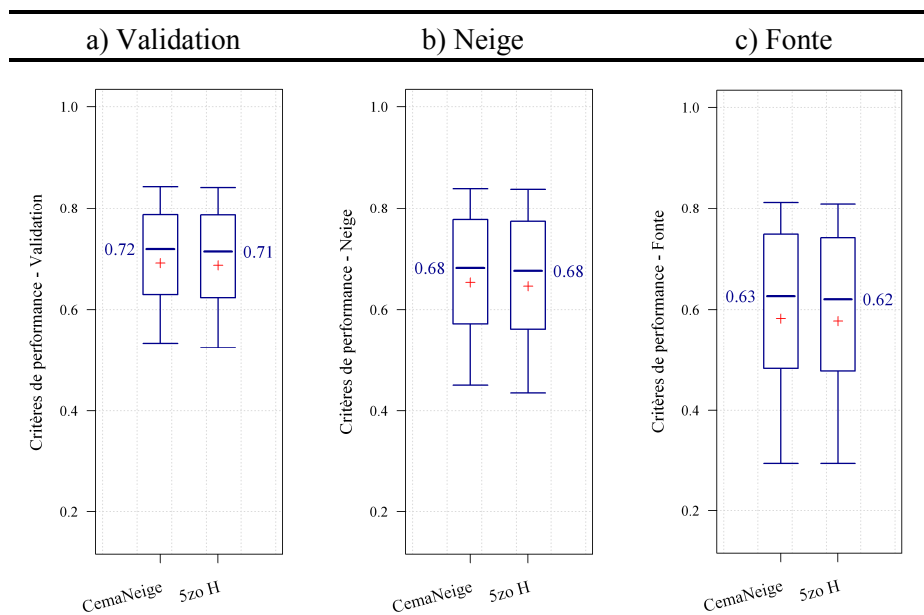 a) Validation
b) Neige
c) Fonte
Critères de performance - Validation
1.0
0.8
0.6
0.4
0.2
0.72
0.71
CemaNeige
5zo H
Critères de performance - Neige
1.0
0.8
0.6
0.4
0.2
0.68
0.68
CemaNeige
5zo H
Critères de performance - Fonte
1.0
0.8
0.6
0.4
0.2
0.63
0.62
CemaNeige
5zo H